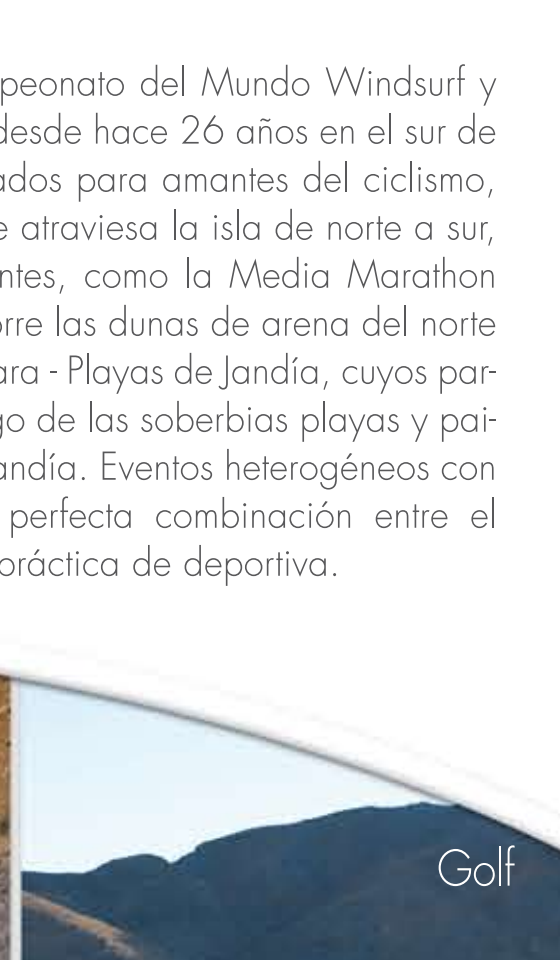 peonato del Mundo Windsurf y
desde hace 26 años en el sur de
ados para amantes del ciclismo,
e atraviesa la isla de norte a sur,
ntes, como la Media Marathon
orre las dunas de arena del norte
ara - Playas de Jandía, cuyos par-
go de las soberbias playas y pai-
andía. Eventos heterogéneos con
perfecta combinación entre el
práctica de deportiva.
Golf